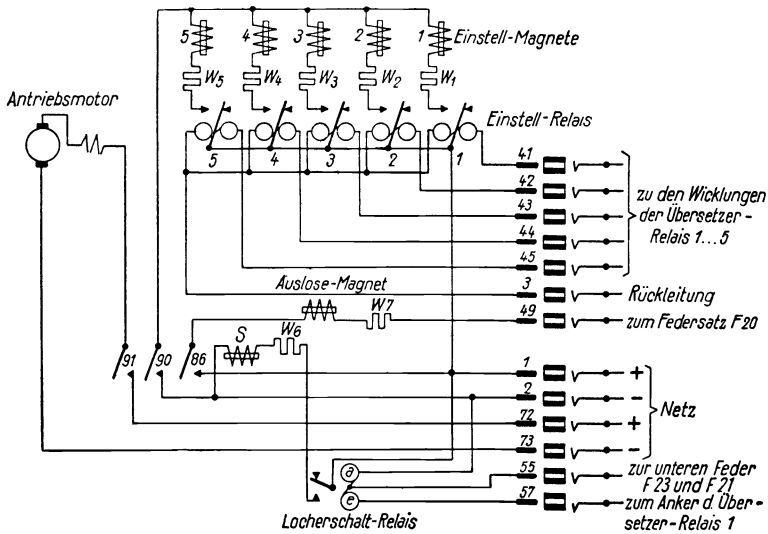 5 4 3 2 1 Einstell-Magnete
W5 W4 W3 W2 W1
Antriebsmotor
Einstell-Relais
5 4 3 2 1
41
42
43
44
45
zu den Wicklungen
der Übersetzer-
Relais 1...5
3 Rückleitung
Auslöse-Magnet
W7
49 zum Federsatz F20
S W6
91 90 86
1 +
2 -
72 +
73 -
Netz
a
e
55 zur unteren Feder
F 23 und F 21
57 zum Anker d. Über-
setzer-Relais 1
Locherschalt-Relais